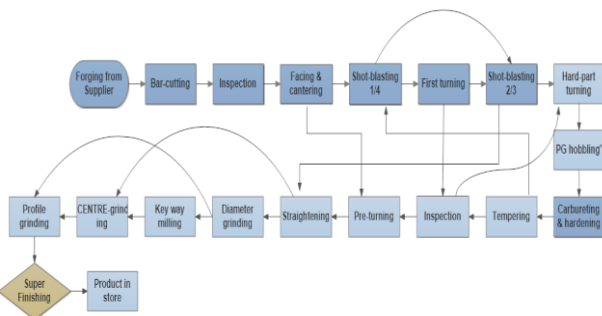 Forging from
Supplier
Bar-cutting
Inspection
Facing &
cantering
Shot-blasting
1/4
First turning
Shot-blasting
2/3
Hard-part
turning
PG hobbling'
Profile
grinding
CENTRE-grind
ing
Key way
milling
Diameter
grinding
Straightening
Pre-turning
Inspection
Tempering
Carbureting
& hardening
Super
Finishing
Product in
store